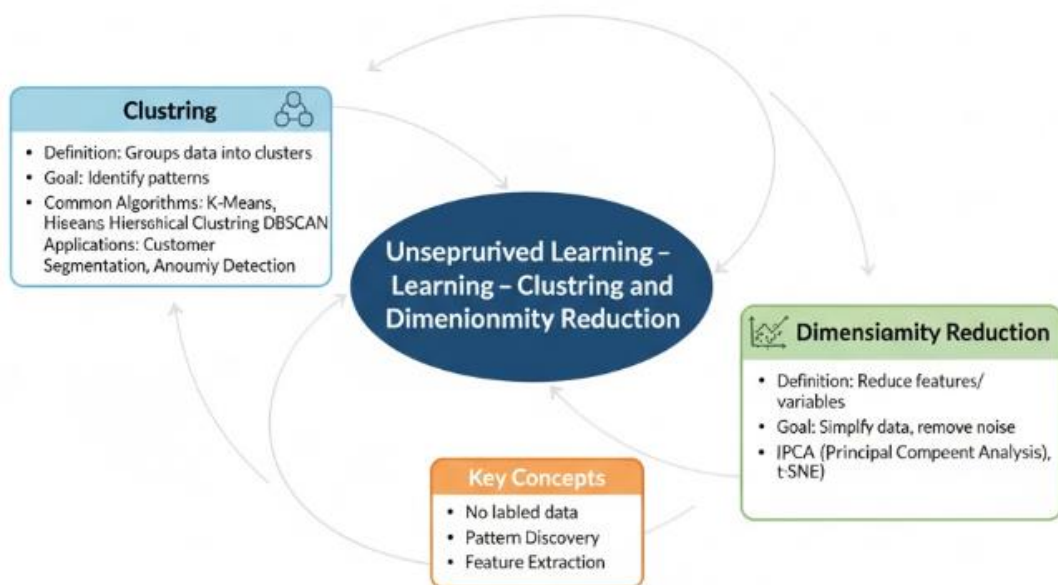 Clustring
• Definition: Groups data into clusters
• Goal: Identify patterns
• Common Algorithms: K-Means,
Hiseans Hierschical Clustring DBSCAN
Applications: Customer
Segmentation, Anoumiy Detection
Unseprurived Learning –
Learning – Clustring and
Dimenionmity Reduction
Dimensiamity Reduction
• Definition: Reduce features/
variables
• Goal: Simplfy data, remove noise
• IPCA (Principal Compeent Analysis),
t-SNE)
Key Concepts
• No labled data
• Pattern Discovery
• Feature Extraction